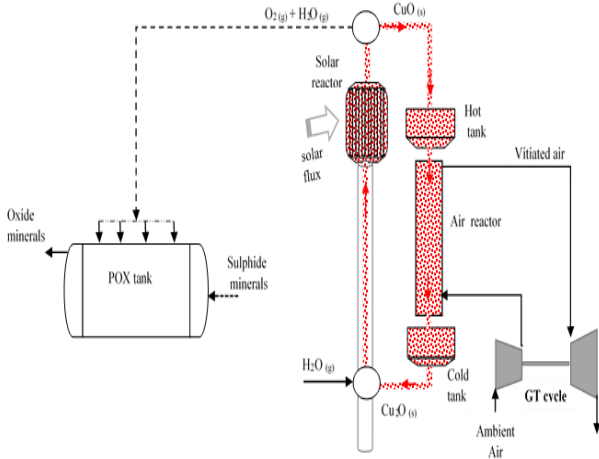 O2 (g) + H2O (g)
CuO (s)
Solar
reactor
solar
flux
Hot
tank
Vitiated air
Air reactor
Oxide
minerals
POX tank
Sulphide
minerals
H2O (g)
Cu2O (s)
Cold
tank
GT cycle
Ambient
Air